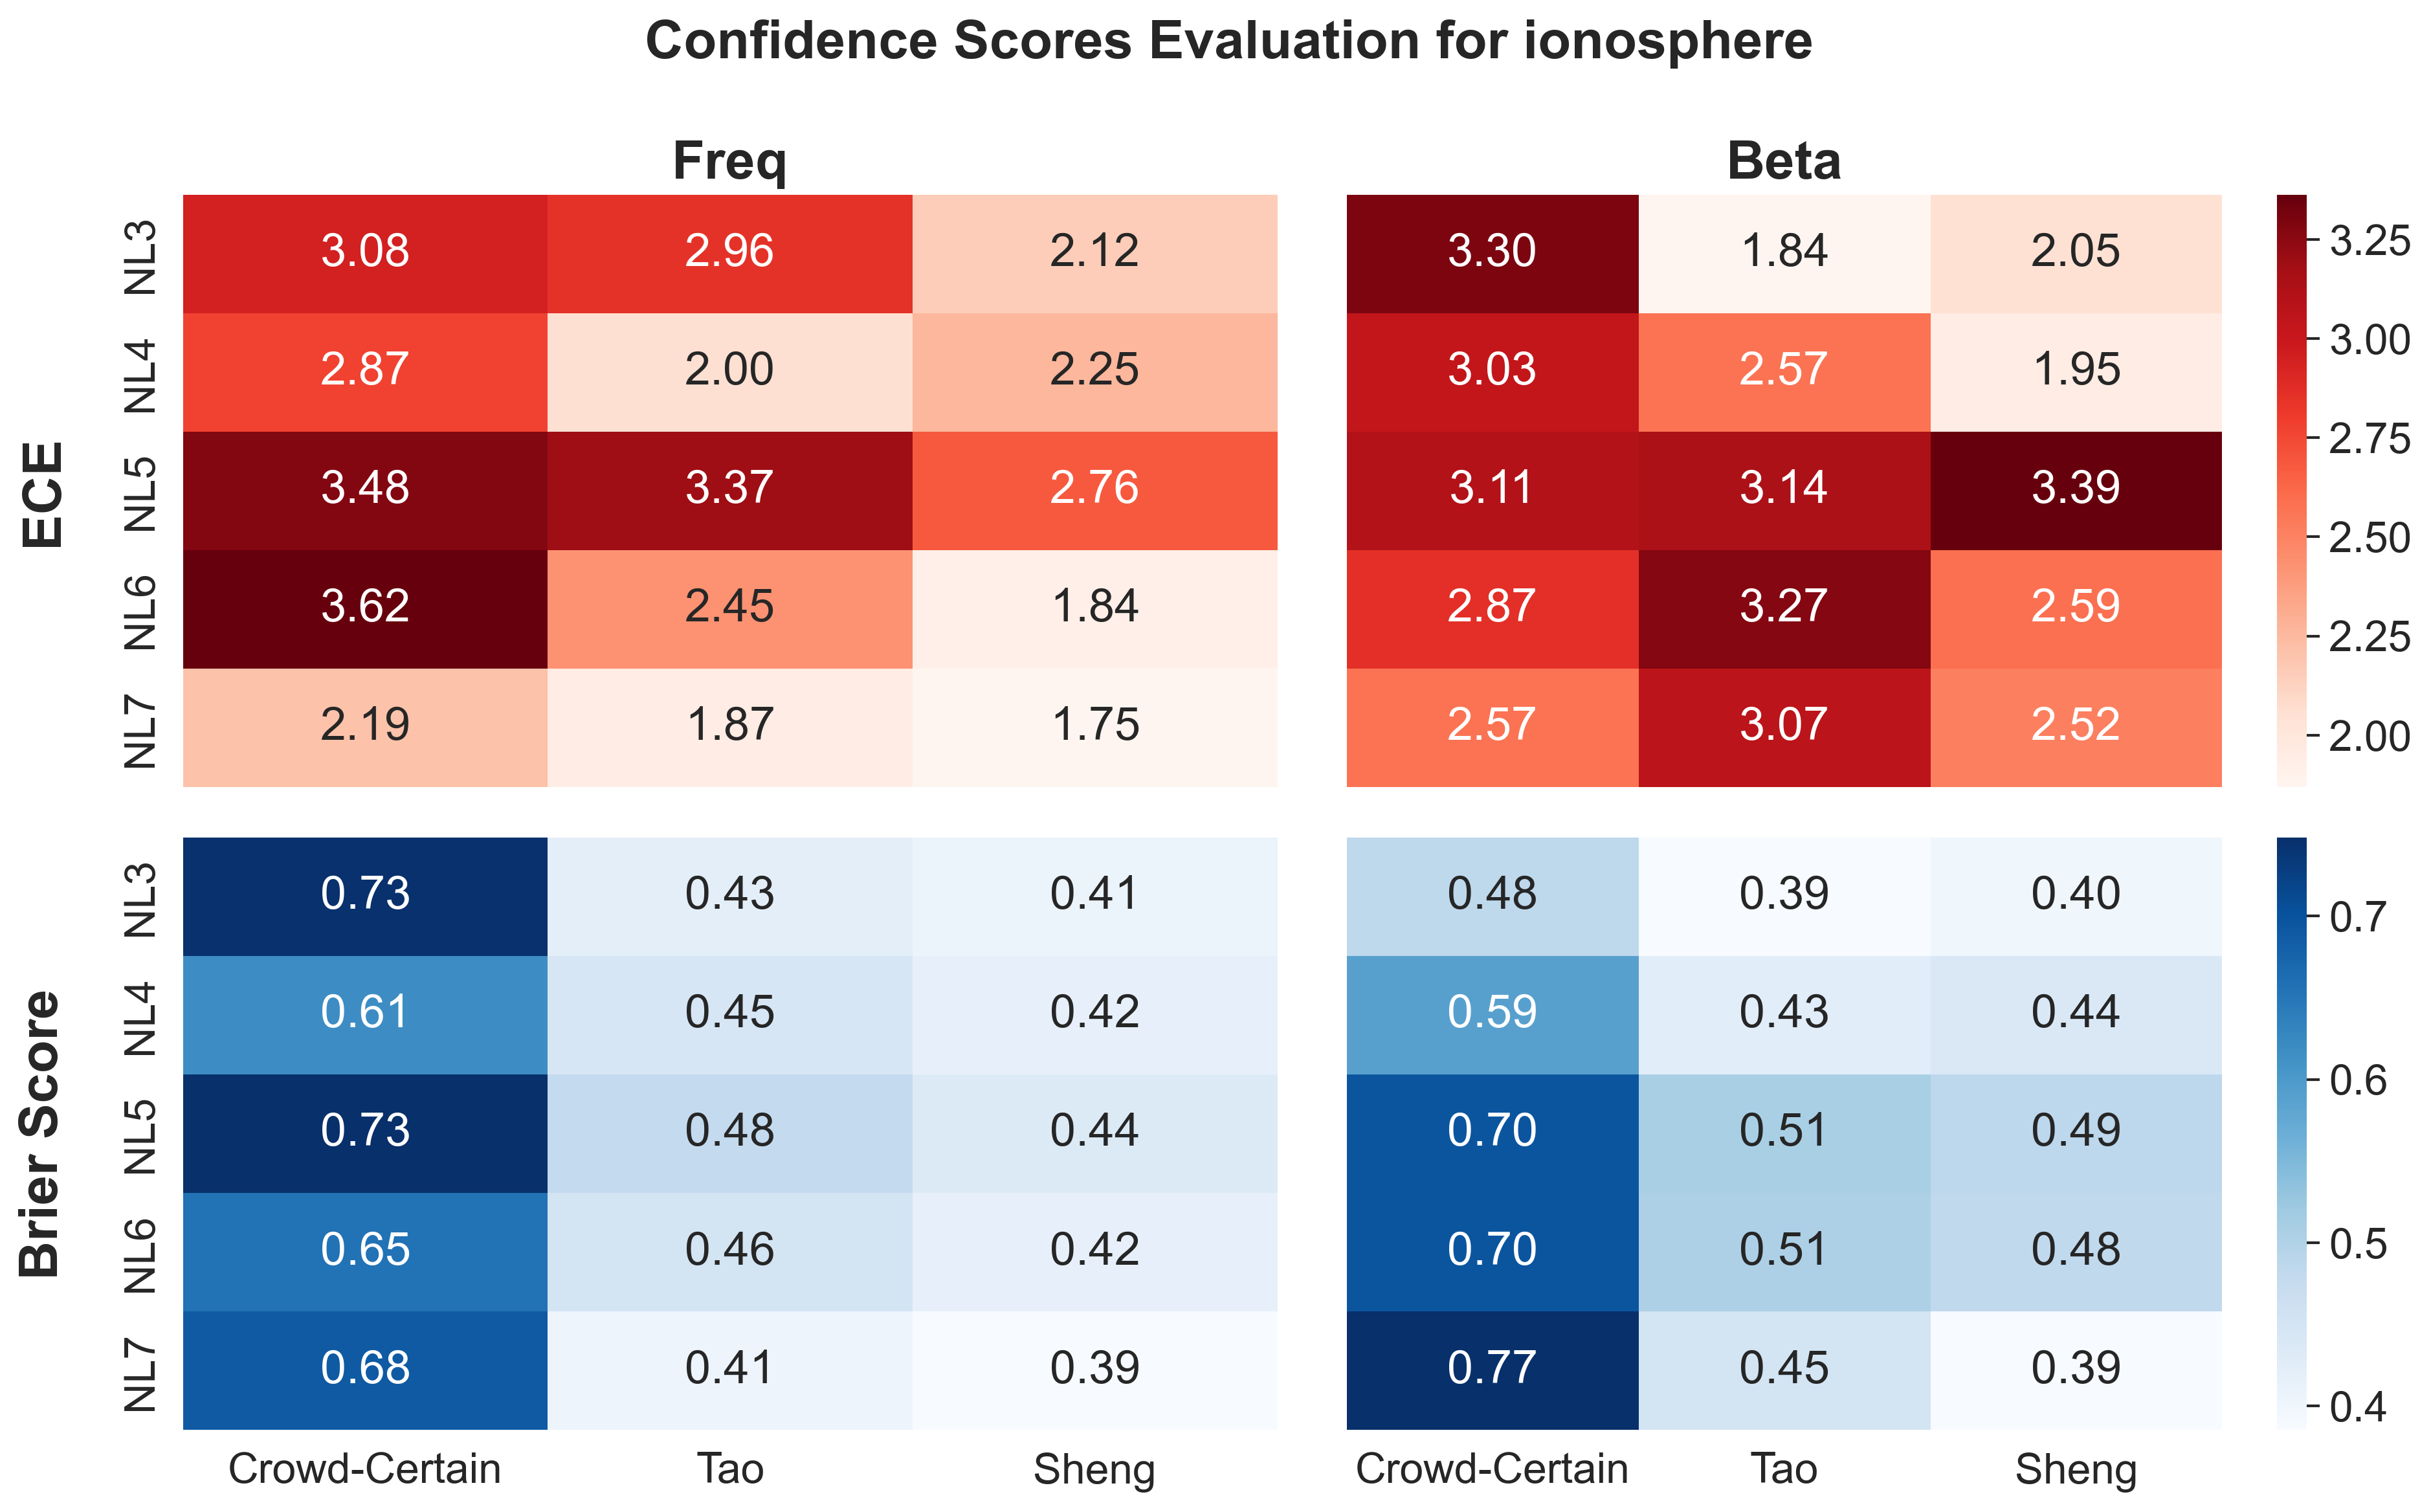 Confidence Scores Evaluation for ionosphere
Freq
Beta
ECE
NL3 3.08 2.96 2.12 3.30 1.84 2.05
NL4 2.87 2.00 2.25 3.03 2.57 1.95
NL5 3.48 3.37 2.76 3.11 3.14 3.39
NL6 3.62 2.45 1.84 2.87 3.27 2.59
NL7 2.19 1.87 1.75 2.57 3.07 2.52
3.25
3.00
2.75
2.50
2.25
2.00
Brier Score
NL3 0.73 0.43 0.41 0.48 0.39 0.40
NL4 0.61 0.45 0.42 0.59 0.43 0.44
NL5 0.73 0.48 0.44 0.70 0.51 0.49
NL6 0.65 0.46 0.42 0.70 0.51 0.48
NL7 0.68 0.41 0.39 0.77 0.45 0.39
0.7
0.6
0.5
0.4
Crowd-Certain Tao Sheng Crowd-Certain Tao Sheng